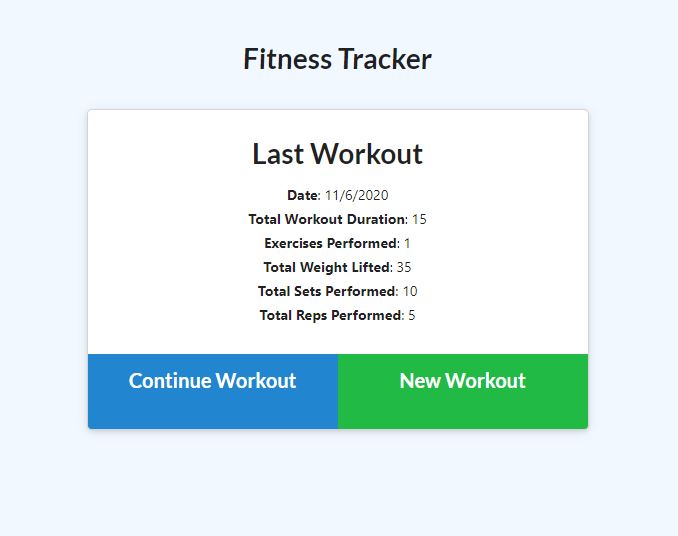 Fitness Tracker
Last Workout
Date: 11/6/2020
Total Workout Duration: 15
Exercises Performed: 1
Total Weight Lifted: 35
Total Sets Performed: 10
Total Reps Performed: 5
Continue Workout
New Workout